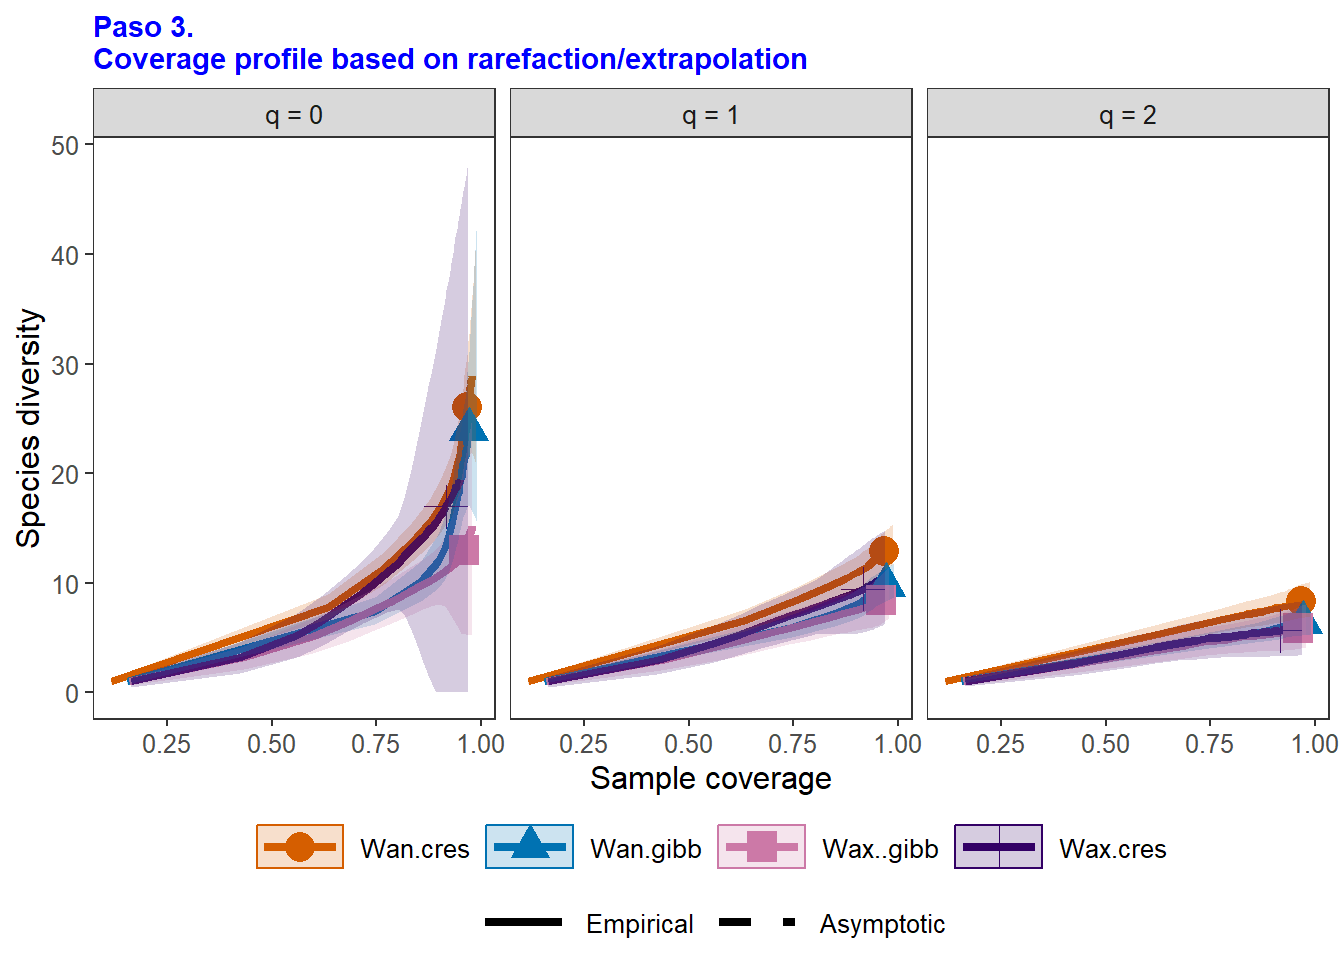 Paso 3.
Coverage profile based on rarefaction/extrapolation
q = 0
q = 1
q = 2
50
40
30
20
10
0
Species diversity
0.25 0.50 0.75 1.00
0.25 0.50 0.75 1.00
0.25 0.50 0.75 1.00
Sample coverage
Wan.cres Wan.gibb Wax..gibb Wax.cres
Empirical Asymptotic